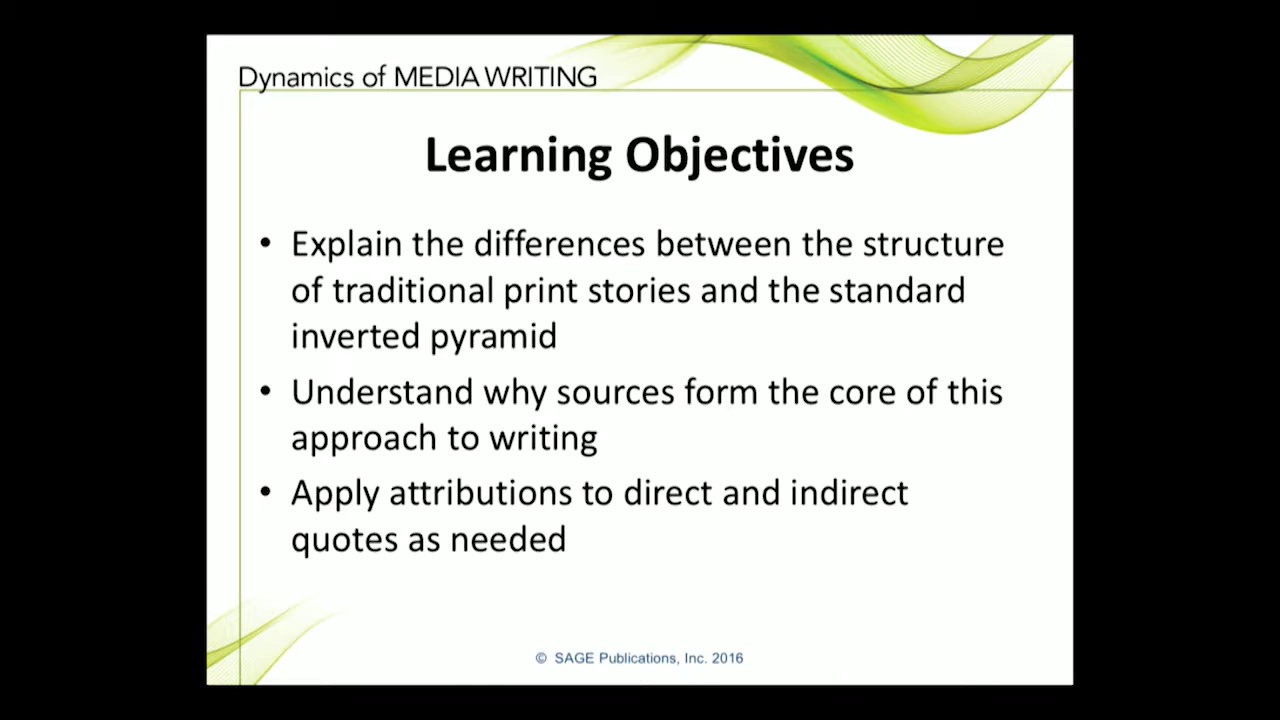 Dynamics of MEDIA WRITING
Learning Objectives
• Explain the differences between the structure
of traditional print stories and the standard
inverted pyramid
• Understand why sources form the core of this
approach to writing
• Apply attributions to direct and indirect
quotes as needed
© SAGE Publications, Inc. 2016